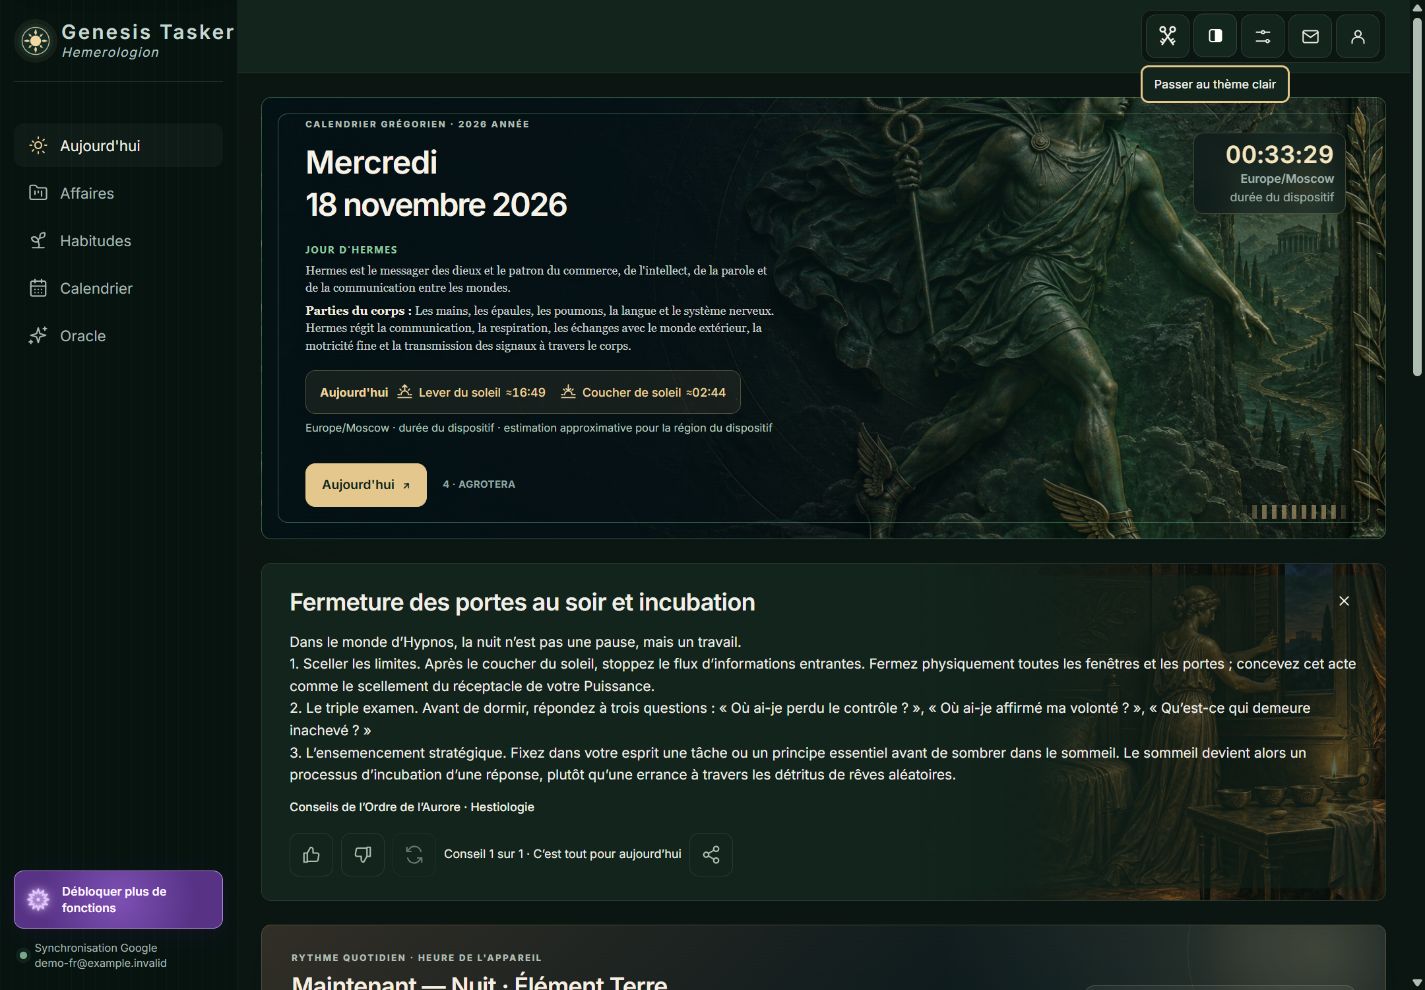 Genesis Tasker
Hemerologion
Aujourd'hui
Affaires
Habitudes
Calendrier
Oracle
Débloquer plus de
fonctions
Synchronisation Google
demo-fr@example.invalid
Passer au thème clair
CALENDRIER GRÉGORIEN · 2026 ANNÉE
Mercredi
18 novembre 2026
00:33:29
Europe/Moscow
durée du dispositif
JOUR D'HERMES
Hermes est le messager des dieux et le patron du commerce, de l'intellect, de la parole et
de la communication entre les mondes.
Parties du corps : Les mains, les épaules, les poumons, la langue et le système nerveux.
Hermes régit la communication, la respiration, les échanges avec le monde extérieur, la
motricité fine et la transmission des signaux à travers le corps.
Aujourd'hui Lever du soleil ≈16:49 Coucher de soleil ≈02:44
Europe/Moscow · durée du dispositif · estimation approximative pour la région du dispositif
Aujourd'hui ↗ 4 · AGROTERA
Fermeture des portes au soir et incubation
Dans le monde d’Hypnos, la nuit n’est pas une pause, mais un travail.
1. Sceller les limites. Après le coucher du soleil, stoppez le flux d’informations entrantes. Fermez physiquement toutes les fenêtres et les portes ; concevez cet acte
comme le scellement du réceptacle de votre Puissance.
2. Le triple examen. Avant de dormir, répondez à trois questions : « Où ai-je perdu le contrôle ? », « Où ai-je affirmé ma volonté ? », « Qu’est-ce qui demeure
inachevé ? »
3. L’ensemencement stratégique. Fixez dans votre esprit une tâche ou un principe essentiel avant de sombrer dans le sommeil. Le sommeil devient alors un
processus d’incubation d’une réponse, plutôt qu’une errance à travers les détritus de rêves aléatoires.
Conseils de l’Ordre de l’Aurore · Hestiologie
Conseil 1 sur 1 · C’est tout pour aujourd’hui
RYTHME QUOTIDIEN · HEURE DE L'APPAREIL
Maintenant — Nuit · Élément Terre